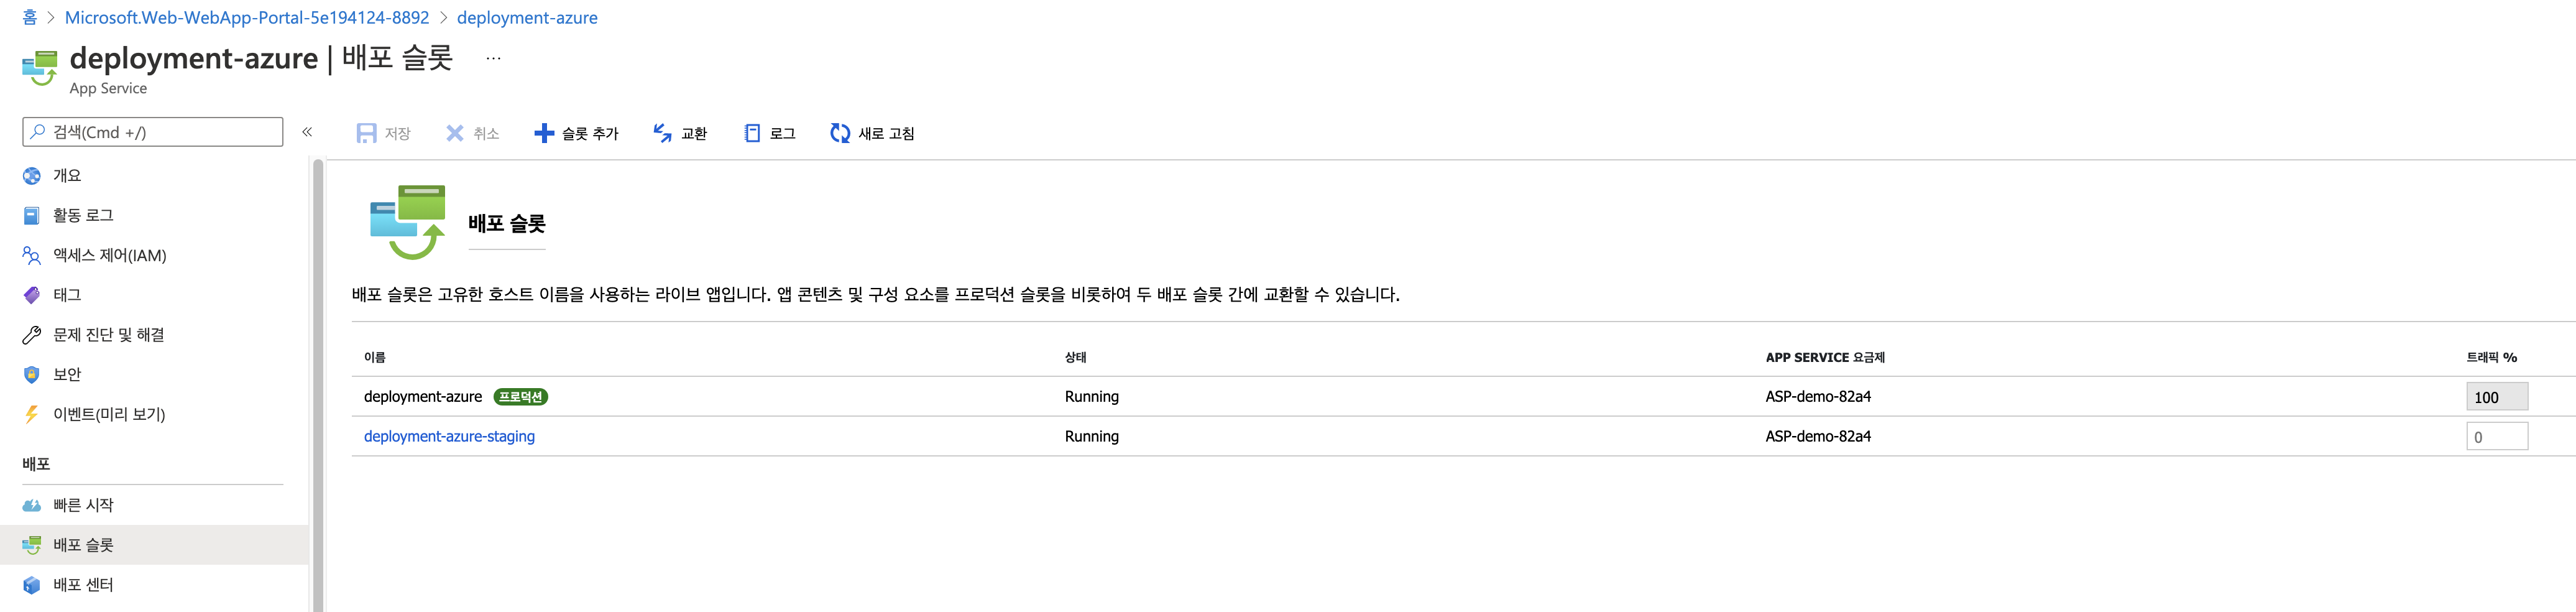 홈 > Microsoft.Web-WebApp-Portal-5e194124-8892 > deployment-azure
deployment-azure | 배포 슬롯 ...
App Service
검색(Cmd +/)
«
저장 취소 슬롯 추가 교환 로그 새로 고침
개요
활동 로그
액세스 제어(IAM)
태그
문제 진단 및 해결
보안
이벤트(미리 보기)
배포
빠른 시작
배포 슬롯
배포 센터
배포 슬롯
배포 슬롯은 고유한 호스트 이름을 사용하는 라이브 앱입니다. 앱 콘텐츠 및 구성 요소를 프로덕션 슬롯을 비롯하여 두 배포 슬롯 간에 교환할 수 있습니다.
이름 상태 APP SERVICE 요금제 트래픽 %
deployment-azure 프로덕션 Running ASP-demo-82a4 100
deployment-azure-staging Running ASP-demo-82a4 0